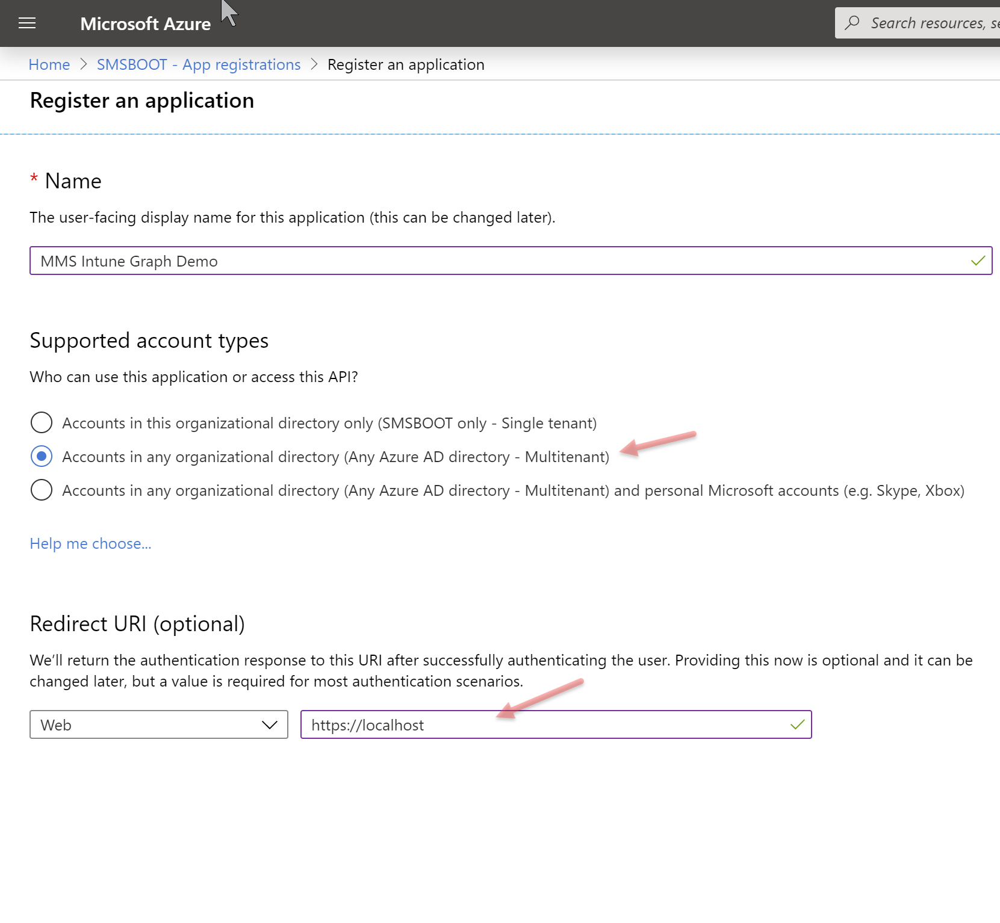 Microsoft Azure
Search resources,
Home > SMSBOOT - App registrations > Register an application
Register an application
* Name
The user-facing display name for this application (this can be changed later).
MMS Intune Graph Demo
Supported account types
Who can use this application or access this API?
Accounts in this organizational directory only (SMSBOOT only - Single tenant)
Accounts in any organizational directory (Any Azure AD directory - Multitenant)
Accounts in any organizational directory (Any Azure AD directory - Multitenant) and personal Microsoft accounts (e.g. Skype, Xbox)
Help me choose...
Redirect URI (optional)
We’ll return the authentication response to this URI after successfully authenticating the user. Providing this now is optional and it can be
changed later, but a value is required for most authentication scenarios.
Web
https://localhost